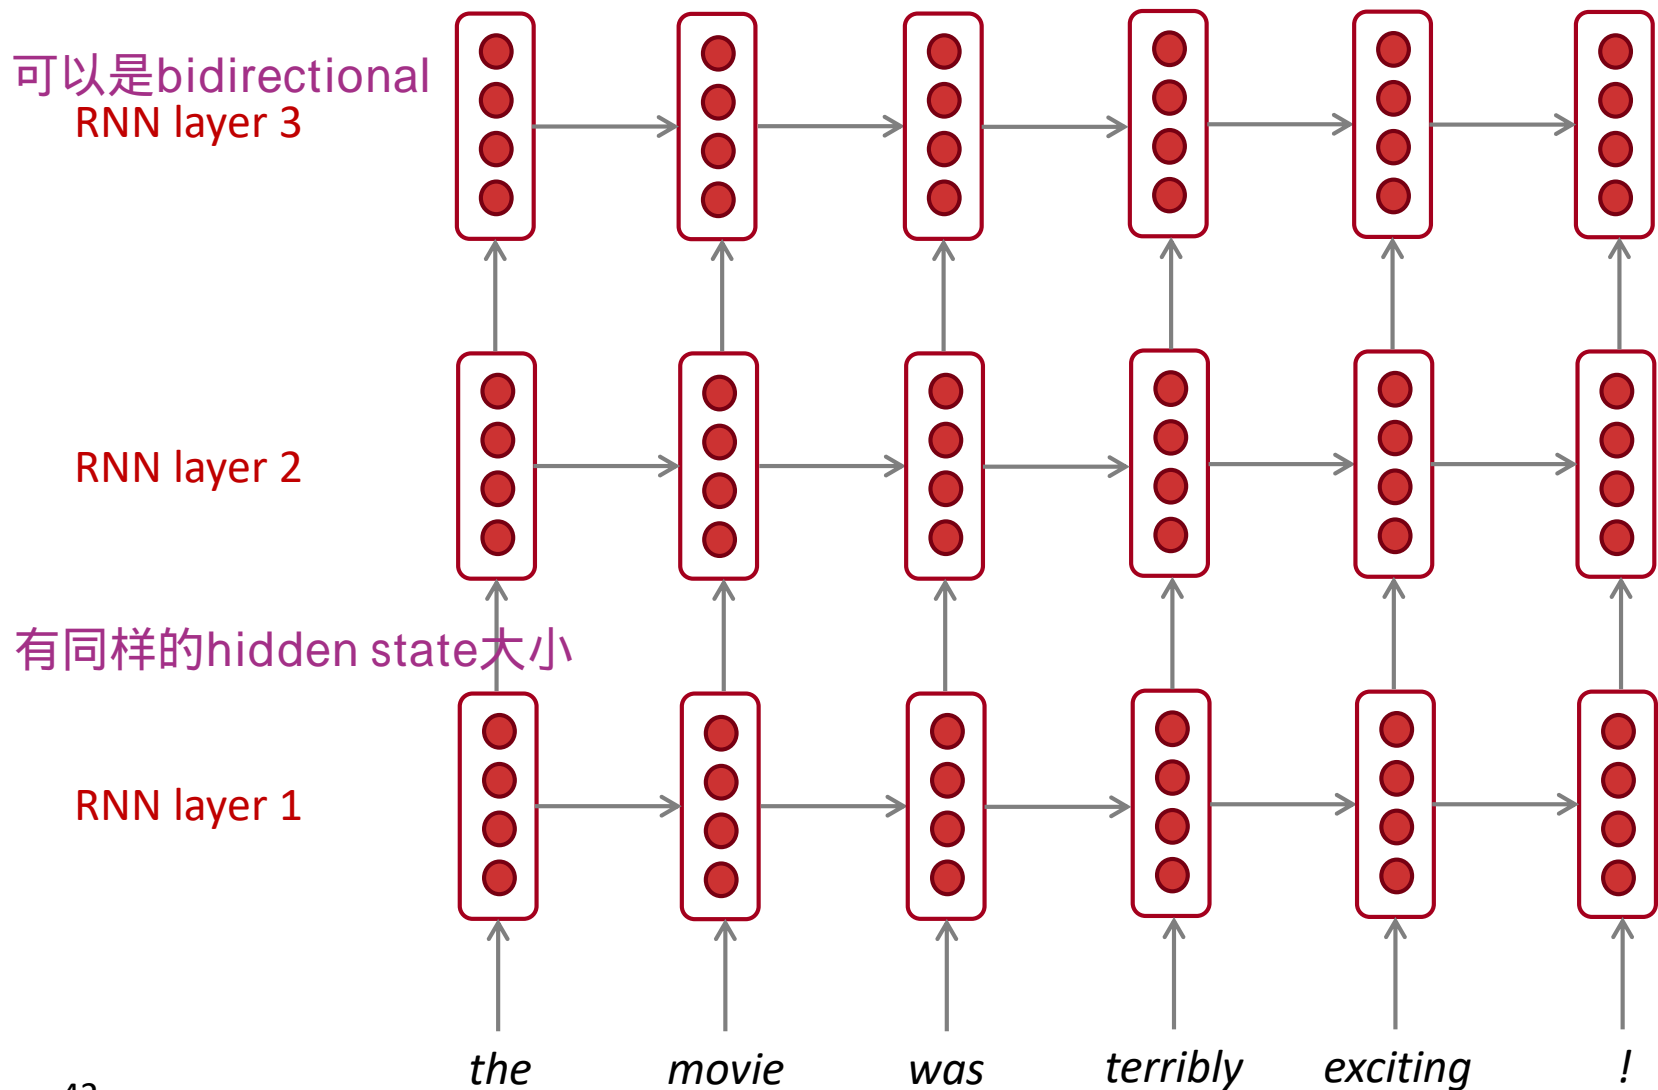 可以是bidirectional
RNN layer 3
RNN layer 2
有同样的hidden state大小
RNN layer 1
the movie was terribly exciting !